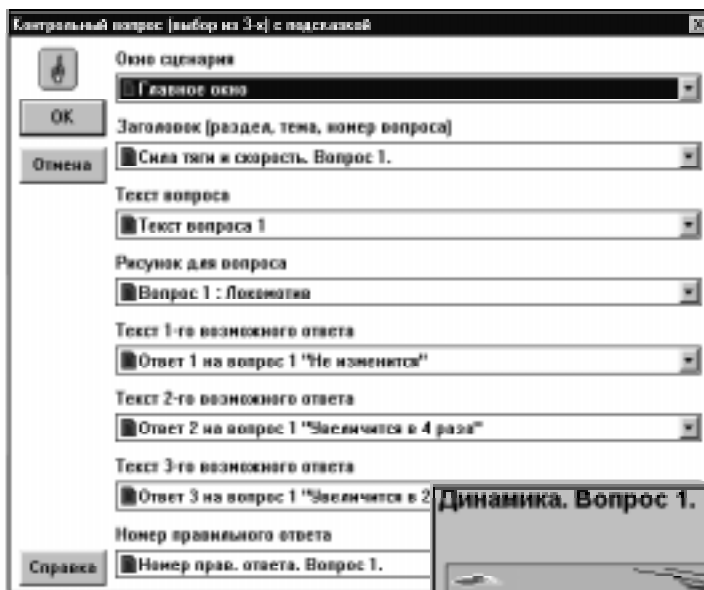 Контрольный вопрос (выбор из 3-х) с подсказкой
Окно сценария
Главное окно
OK
Заголовок (раздел, тема, номер вопроса)
Отмена
Сила тяги и скорость. Вопрос 1.
Текст вопроса
Текст вопроса 1
Рисунок для вопроса
Вопрос 1 : Локомотив
Текст 1-го возможного ответа
Ответ 1 на вопрос 1 "Не изменится"
Текст 2-го возможного ответа
Ответ 2 на вопрос 1 "Увеличится в 4 раза"
Текст 3-го возможного ответа
Ответ 3 на вопрос 1 "Увеличится в 2
Динамика. Вопрос 1.
Номер правильного ответа
Справка
Номер прав. ответа. Вопрос 1.